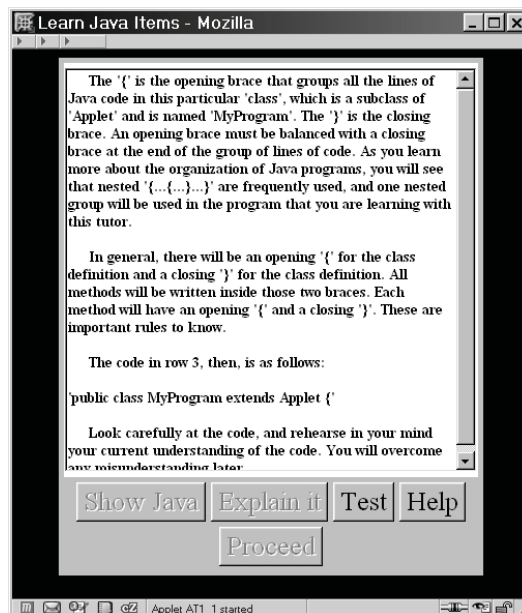 Learn Java Items - Mozilla
The '{' is the opening brace that groups all the lines of
Java code in this particular 'class', which is a subclass of
'Applet' and is named 'MyProgram'. The '}' is the closing
brace. An opening brace must be balanced with a closing
brace at the end of the group of lines of code. As you learn
more about the organization of Java programs, you will see
that nested '{...{...}...}' are frequently used, and one nested
group will be used in the program that you are learning with
this tutor.
In general, there will be an opening '{' for the class
definition and a closing '}' for the class definition. All
methods will be written inside those two braces. Each
method will have an opening '{' and a closing '}'. These are
important rules to know.
The code in row 3, then, is as follows:
'public class MyProgram extends Applet {'
Look carefully at the code, and rehearse in your mind
your current understanding of the code. You will overcome
any misunderstanding later.
Show Java Explain it Test Help
Proceed
Applet AT1_1 started